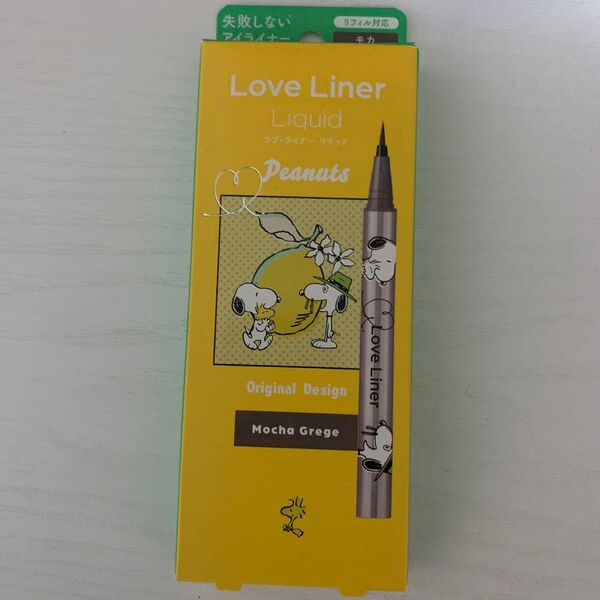 失敗しない
アイライナー
リフィル対応
モカ
Love Liner
Liquid
ラブ・ライナー リキッド
Peanuts
Love Liner
Original Design
Mocha Grege